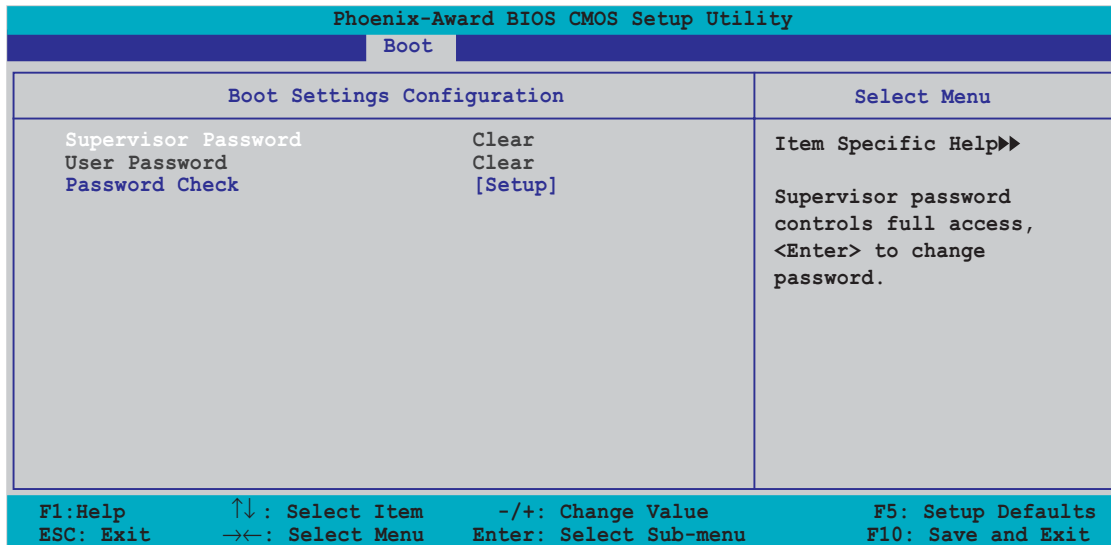 Phoenix-Award BIOS CMOS Setup Utility
Boot
Boot Settings Configuration
Select Menu
Supervisor Password Clear
User Password Clear
Password Check [Setup]
Item Specific Help▶▶
Supervisor password
controls full access,
<Enter> to change
password.
F1:Help ↑↓: Select Item -/+: Change Value F5: Setup Defaults
ESC: Exit →←: Select Menu Enter: Select Sub-menu F10: Save and Exit